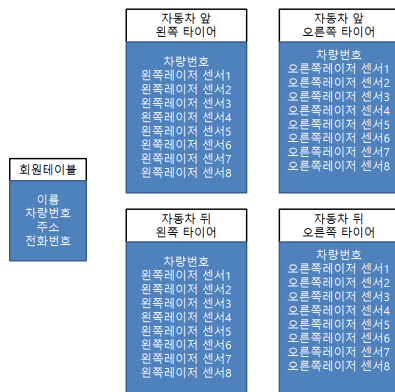 회원테이블
이름
차량번호
주소
전화번호
자동차 앞
왼쪽 타이어
차량번호
왼쪽레이저 센서1
왼쪽레이저 센서2
왼쪽레이저 센서3
왼쪽레이저 센서4
왼쪽레이저 센서5
왼쪽레이저 센서6
왼쪽레이저 센서7
왼쪽레이저 센서8
자동차 앞
오른쪽 타이어
차량번호
오른쪽레이저 센서1
오른쪽레이저 센서2
오른쪽레이저 센서3
오른쪽레이저 센서4
오른쪽레이저 센서5
오른쪽레이저 센서6
오른쪽레이저 센서7
오른쪽레이저 센서8
자동차 뒤
왼쪽 타이어
차량번호
왼쪽레이저 센서1
왼쪽레이저 센서2
왼쪽레이저 센서3
왼쪽레이저 센서4
왼쪽레이저 센서5
왼쪽레이저 센서6
왼쪽레이저 센서7
왼쪽레이저 센서8
자동차 뒤
오른쪽 타이어
차량번호
오른쪽레이저 센서1
오른쪽레이저 센서2
오른쪽레이저 센서3
오른쪽레이저 센서4
오른쪽레이저 센서5
오른쪽레이저 센서6
오른쪽레이저 센서7
오른쪽레이저 센서8